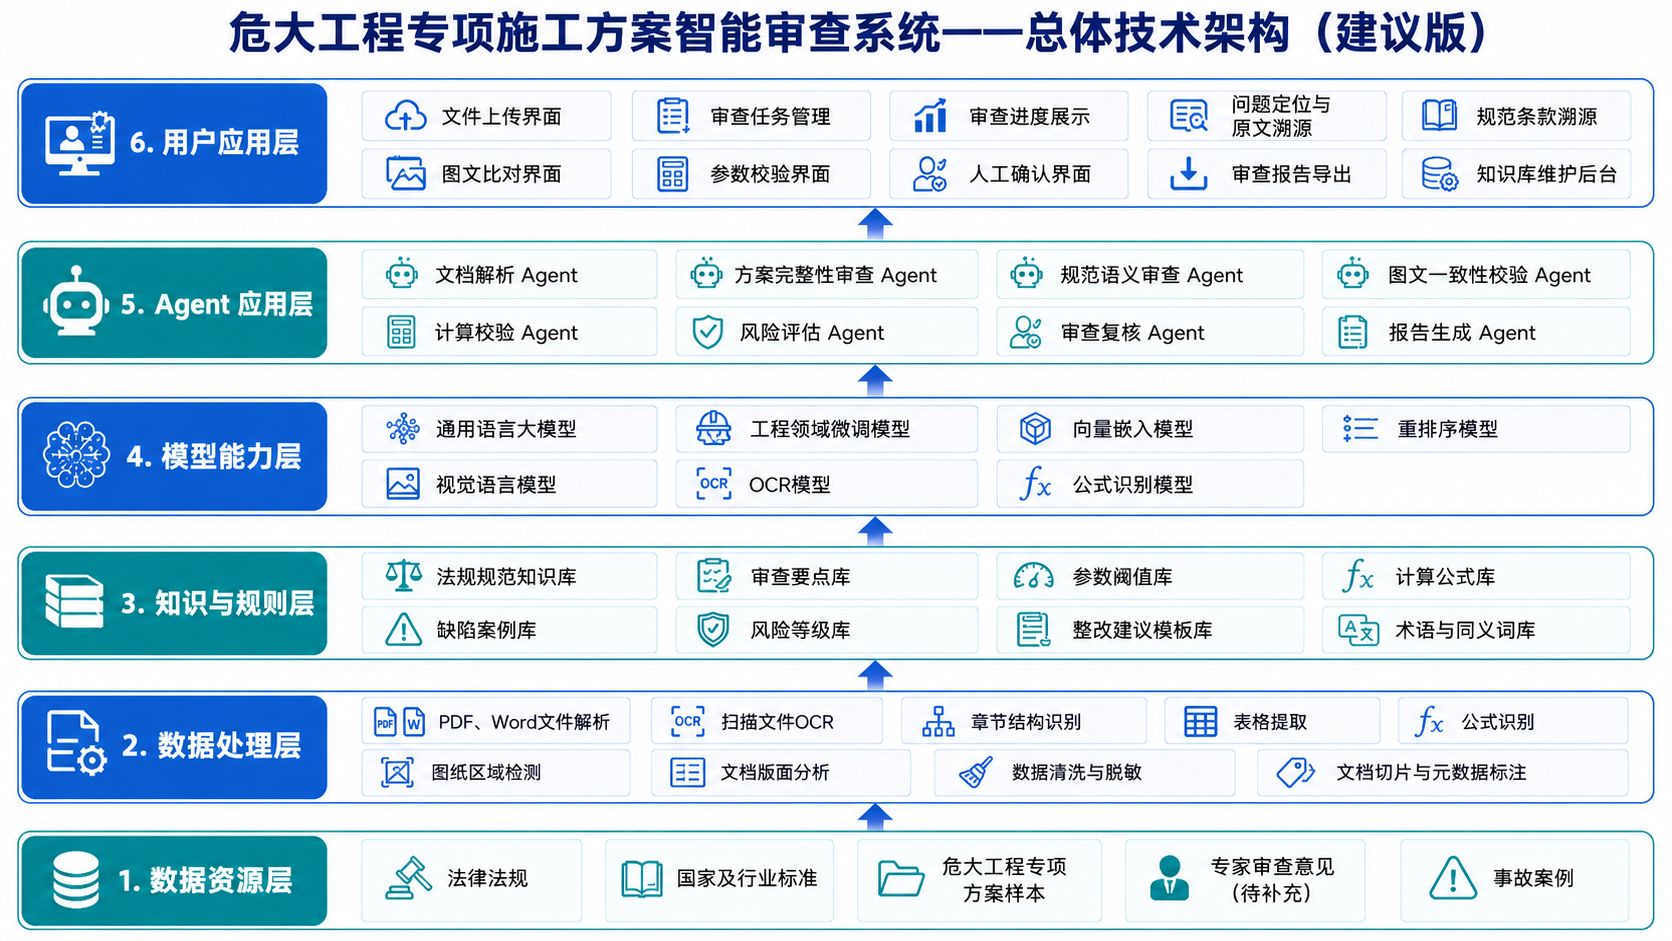 危大工程专项施工方案智能审查系统——总体技术架构（建议版）
6. 用户应用层
文件上传界面
审查任务管理
审查进度展示
问题定位与
原文溯源
规范条款溯源
图文比对界面
参数校验界面
人工确认界面
审查报告导出
知识库维护后台
5. Agent 应用层
文档解析 Agent
方案完整性审查 Agent
规范语义审查 Agent
图文一致性校验 Agent
计算校验 Agent
风险评估 Agent
审查复核 Agent
报告生成 Agent
4. 模型能力层
通用语言大模型
工程领域微调模型
向量嵌入模型
重排序模型
视觉语言模型
OCR
OCR模型
fx
公式识别模型
3. 知识与规则层
法规规范知识库
审查要点库
参数阈值库
fx
计算公式库
缺陷案例库
风险等级库
整改建议模板库
A文
术语与同义词库
2. 数据处理层
PDF
W
PDF、Word文件解析
OCR
扫描文件OCR
章节结构识别
表格提取
fx
公式识别
图纸区域检测
文档版面分析
数据清洗与脱敏
文档切片与元数据标注
1. 数据资源层
法律法规
国家及行业标准
危大工程专项
方案样本
专家审查意见
（待补充）
事故案例